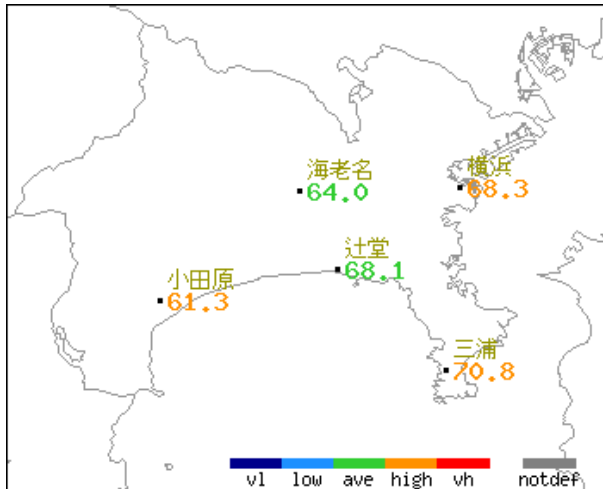 海老名
64.0
横浜
68.3
辻堂
68.1
小田原
61.3
三浦
70.8
vl low ave high vh notdef